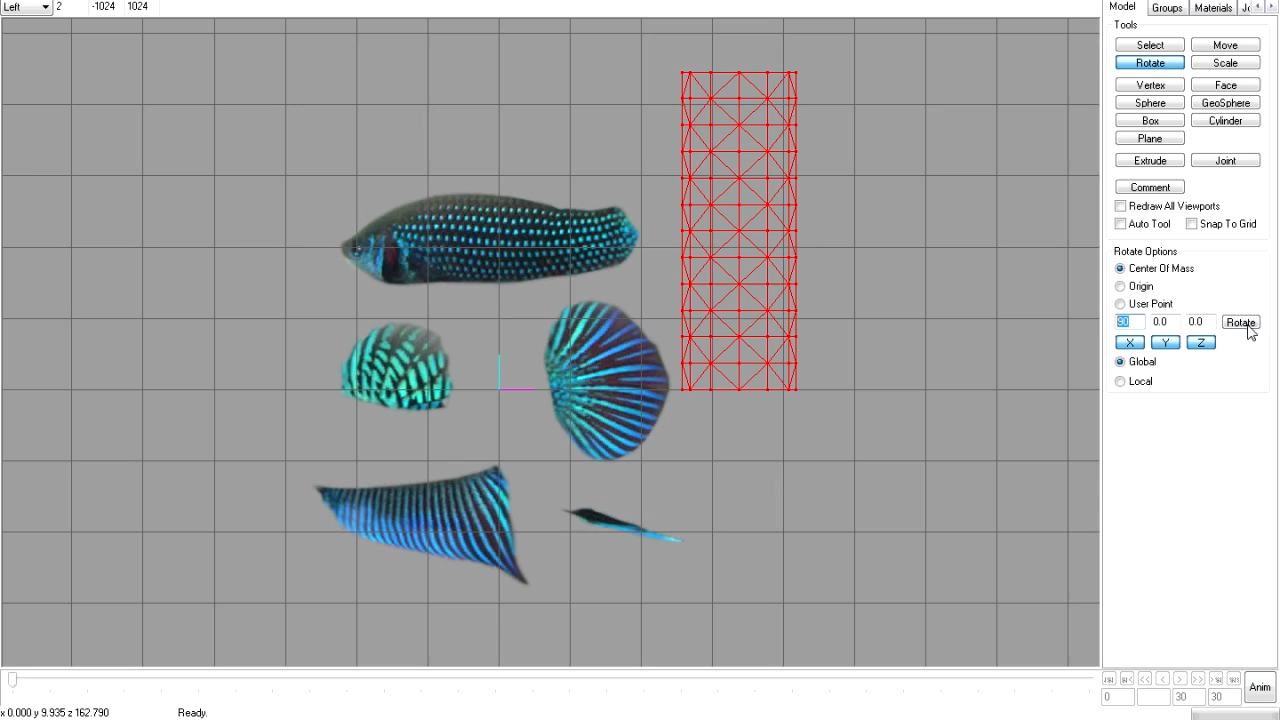 Left 2 -1024 1024
Model Groups Materials
Tools
Select Move
Rotate Scale
Vertex Face
Sphere GeoSphere
Box Cylinder
Plane
Extrude Joint
Comment
Redraw All Viewports
Auto Tool Snap To Grid
Rotate Options
Center Of Mass
Origin
User Point
90 0.0 0.0 Rotate
X Y Z
Global
Local
0 30 30 Anim
x 0.000 y 9.935 z 162.790 Ready.